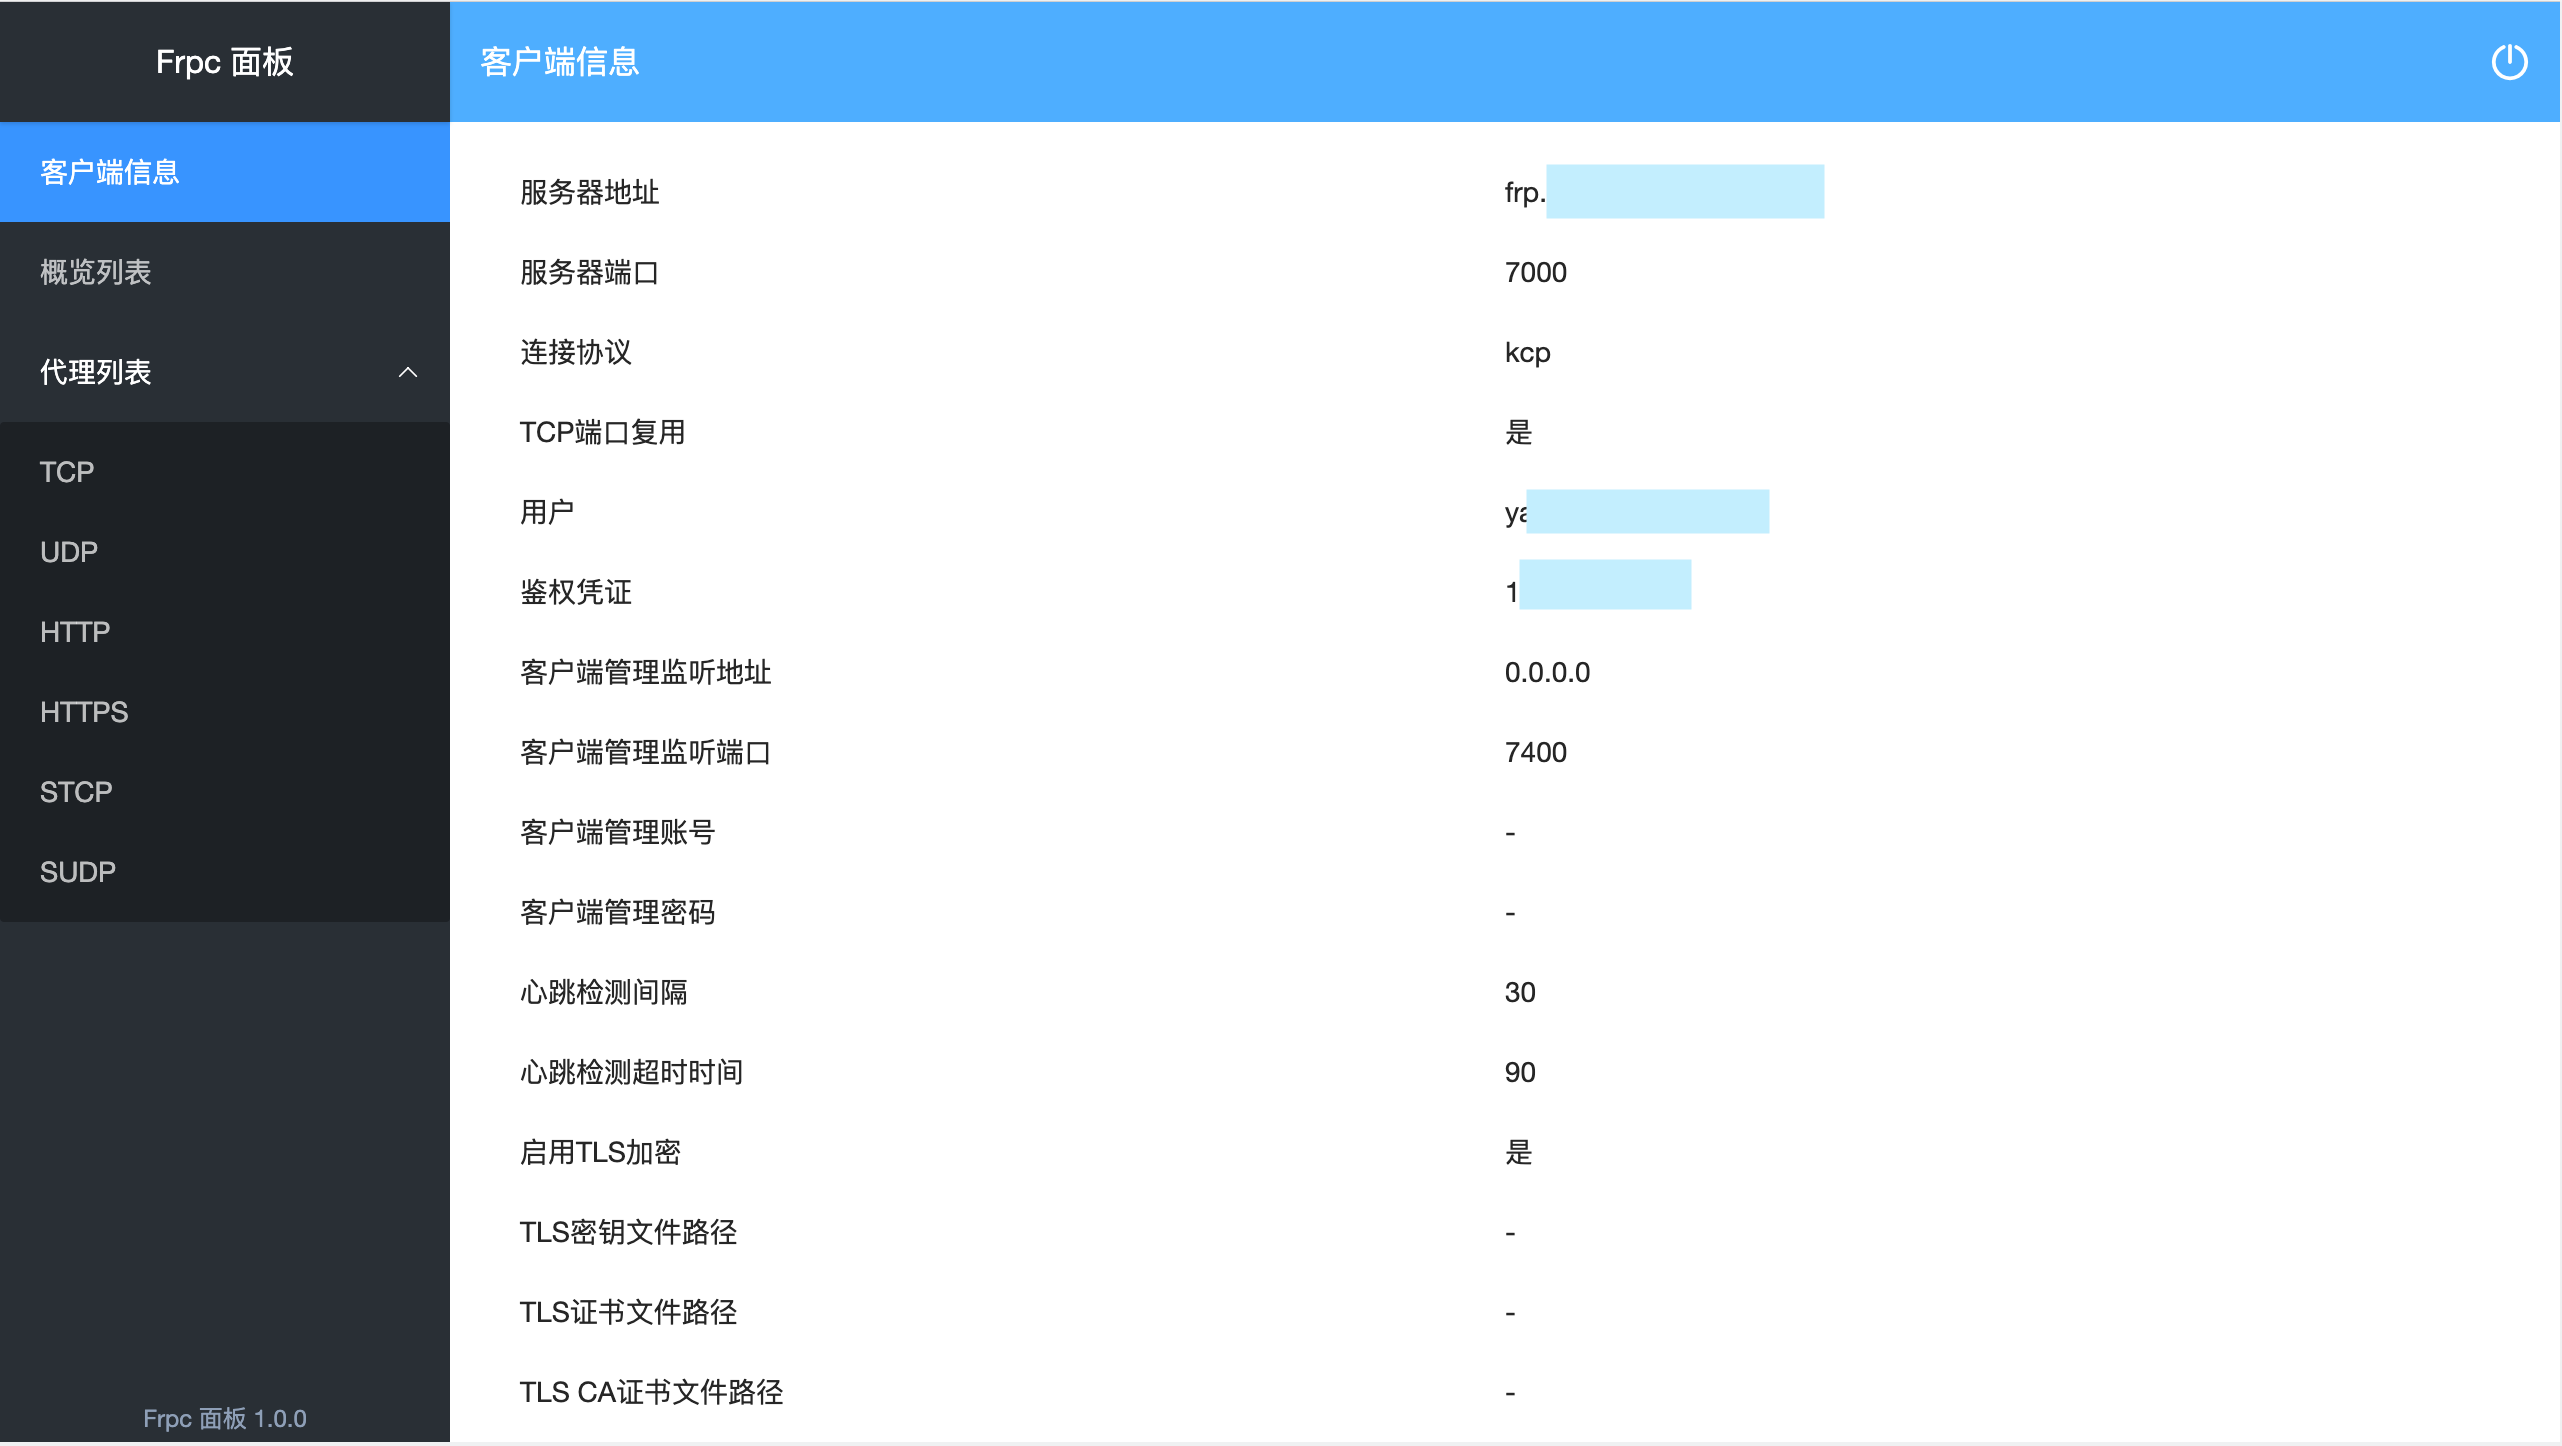 Frpc 面板
客户端信息
概览列表
代理列表
TCP
UDP
HTTP
HTTPS
STCP
SUDP
Frpc 面板 1.0.0
客户端信息
服务器地址 frp.
服务器端口 7000
连接协议 kcp
TCP端口复用 是
用户
鉴权凭证 1
客户端管理监听地址 0.0.0.0
客户端管理监听端口 7400
客户端管理账号 -
客户端管理密码 -
心跳检测间隔 30
心跳检测超时时间 90
启用TLS加密 是
TLS密钥文件路径 -
TLS证书文件路径 -
TLS CA证书文件路径 -